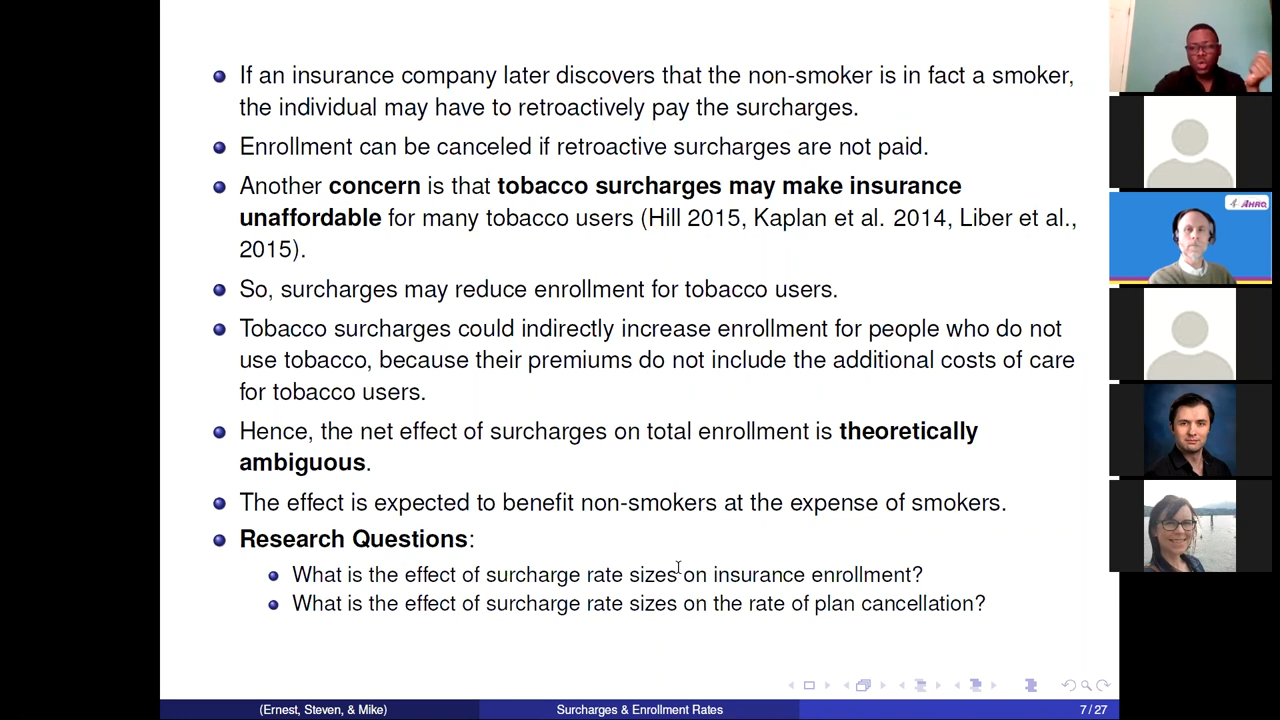 If an insurance company later discovers that the non-smoker is in fact a smoker,
the individual may have to retroactively pay the surcharges.
Enrollment can be canceled if retroactive surcharges are not paid.
Another concern is that tobacco surcharges may make insurance
unaffordable for many tobacco users (Hill 2015, Kaplan et al. 2014, Liber et al.,
2015).
So, surcharges may reduce enrollment for tobacco users.
Tobacco surcharges could indirectly increase enrollment for people who do not
use tobacco, because their premiums do not include the additional costs of care
for tobacco users.
Hence, the net effect of surcharges on total enrollment is theoretically
ambiguous.
The effect is expected to benefit non-smokers at the expense of smokers.
Research Questions:
What is the effect of surcharge rate sizes on insurance enrollment?
What is the effect of surcharge rate sizes on the rate of plan cancellation?
(Ernest, Steven, & Mike)
Surcharges & Enrollment Rates
7 / 27
AHRQ